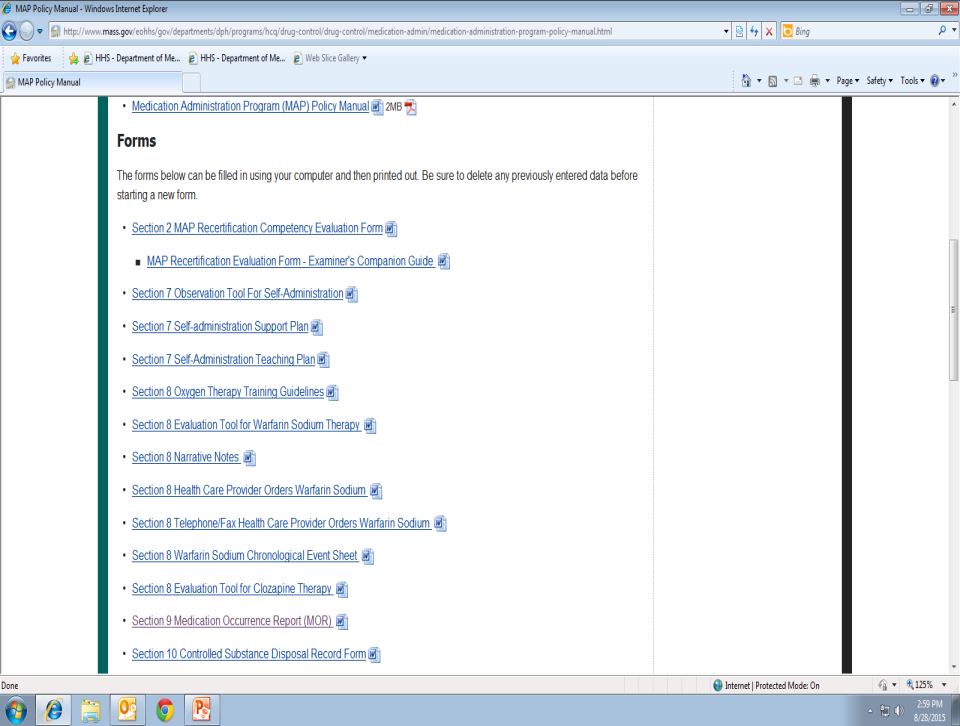 MAP Policy Manual - Windows Internet Explorer
http://www.mass.gov/eohhs/gov/departments/dph/programs/hcq/drug-control/drug-control/medication-admin/medication-administration-program-policy-manual.html
Bing
Favorites HHS - Department of Me... HHS - Department of Me... Web Slice Gallery
MAP Policy Manual
Page Safety Tools
• Medication Administration Program (MAP) Policy Manual 2MB
Forms
The forms below can be filled in using your computer and then printed out. Be sure to delete any previously entered data before
starting a new form.
• Section 2 MAP Recertification Competency Evaluation Form
■ MAP Recertification Evaluation Form - Examiner's Companion Guide
• Section 7 Observation Tool For Self-Administration
• Section 7 Self-administration Support Plan
• Section 7 Self-Administration Teaching Plan
• Section 8 Oxygen Therapy Training Guidelines
• Section 8 Evaluation Tool for Warfarin Sodium Therapy
• Section 8 Narrative Notes
• Section 8 Health Care Provider Orders Warfarin Sodium
• Section 8 Telephone/Fax Health Care Provider Orders Warfarin Sodium
• Section 8 Warfarin Sodium Chronological Event Sheet
• Section 8 Evaluation Tool for Clozapine Therapy
• Section 9 Medication Occurrence Report (MOR)
• Section 10 Controlled Substance Disposal Record Form
Done Internet | Protected Mode: On 125%
2:59 PM
8/28/2015